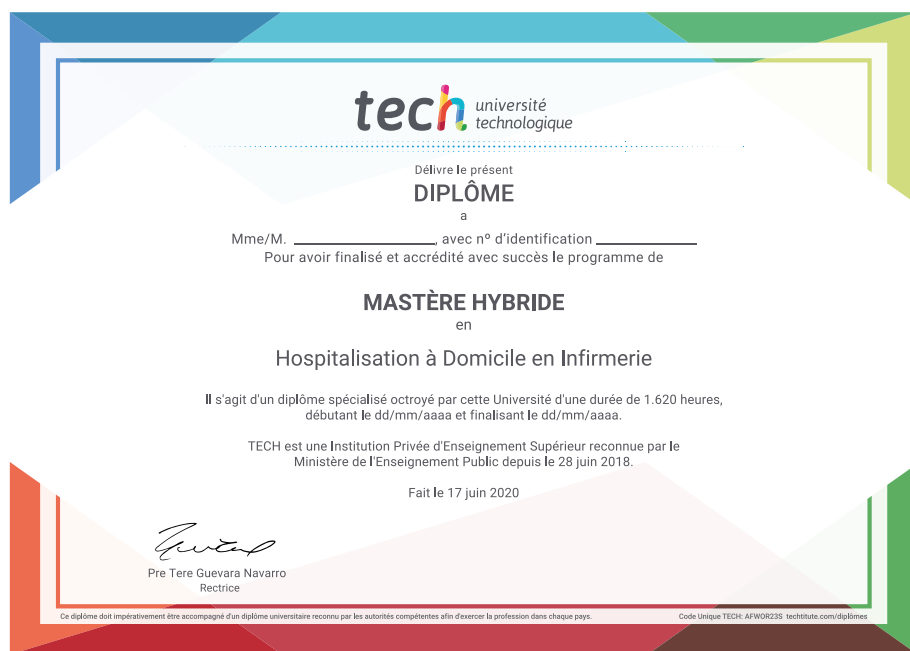 tech université
technologique
Délivre le présent
DIPLÔME
a
Mme/M. ____________________, avec nº d'identification ______________
Pour avoir finalisé et accrédité avec succès le programme de
MASTÈRE HYBRIDE
en
Hospitalisation à Domicile en Infirmerie
Il s'agit d'un diplôme spécialisé octroyé par cette Université d'une durée de 1.620 heures,
débutant le dd/mm/aaaa et finalisant le dd/mm/aaaa.
TECH est une Institution Privée d'Enseignement Supérieur reconnue par le
Ministère de l'Enseignement Public depuis le 28 juin 2018.
Fait le 17 juin 2020
Pre Tere Guevara Navarro
Rectrice
Ce diplôme doit impérativement être accompagné d'un diplôme universitaire reconnu par les autorités compétentes afin d'exercer la profession dans chaque pays. Code Unique TECH: AFWOR23S techtitute.com/diplômes